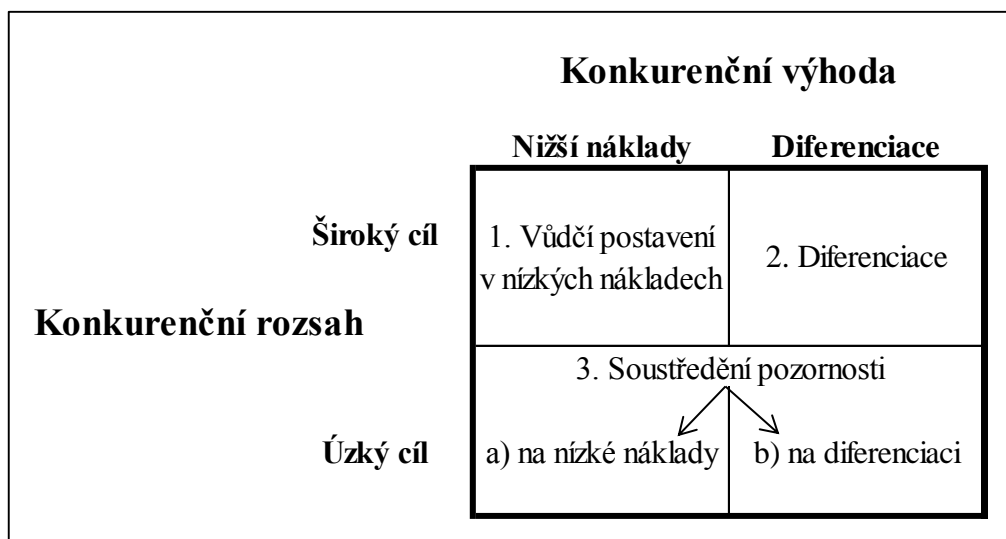 Konkurenční výhoda
Nižší náklady Diferenciace
Široký cíl
1. Vůdčí postavení
v nízkých nákladech
2. Diferenciace
Konkurenční rozsah
3. Soustředění pozornosti
Úzký cíl
a) na nízké náklady
b) na diferenciaci